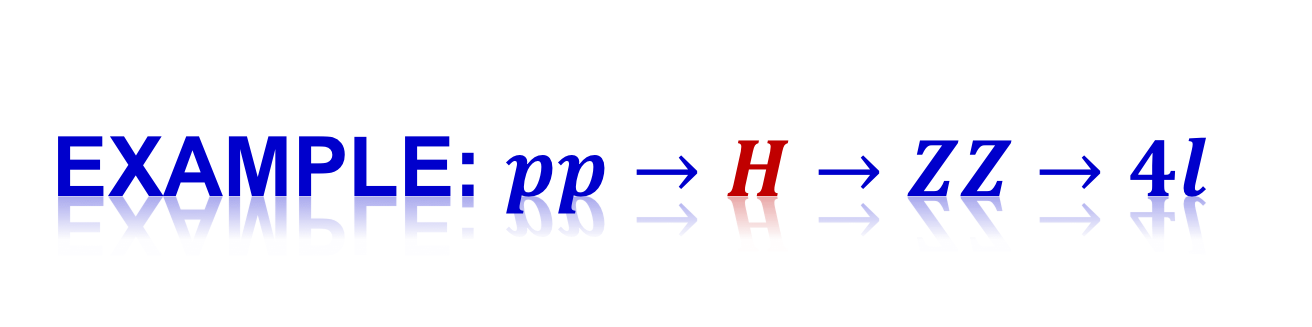 EXAMPLE: pp → H → ZZ → 4l